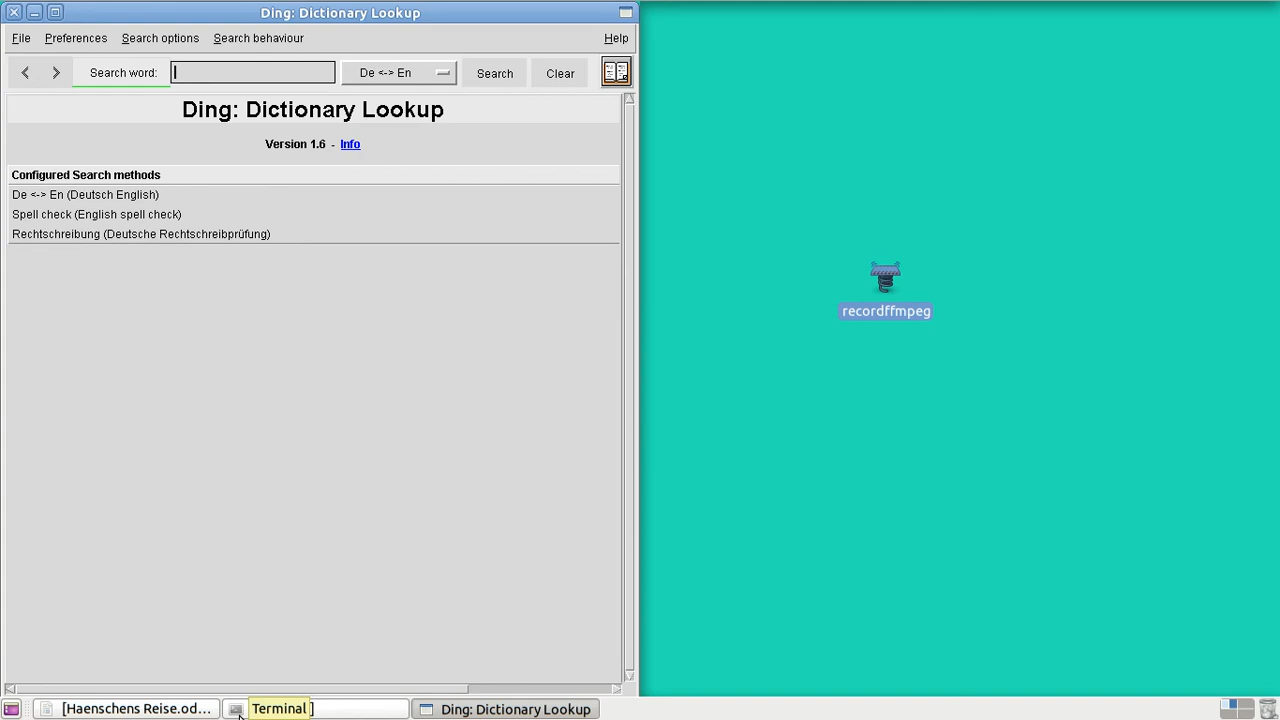 Ding: Dictionary Lookup
File Preferences Search options Search behaviour Help
Search word: De <-> En Search Clear
Ding: Dictionary Lookup
Version 1.6 - Info
Configured Search methods
De <-> En (Deutsch English)
Spell check (English spell check)
Rechtschreibung (Deutsche Rechtschreibprüfung)
recordffmpeg
[Haenschens Reise.od... Terminal ] Ding: Dictionary Lookup